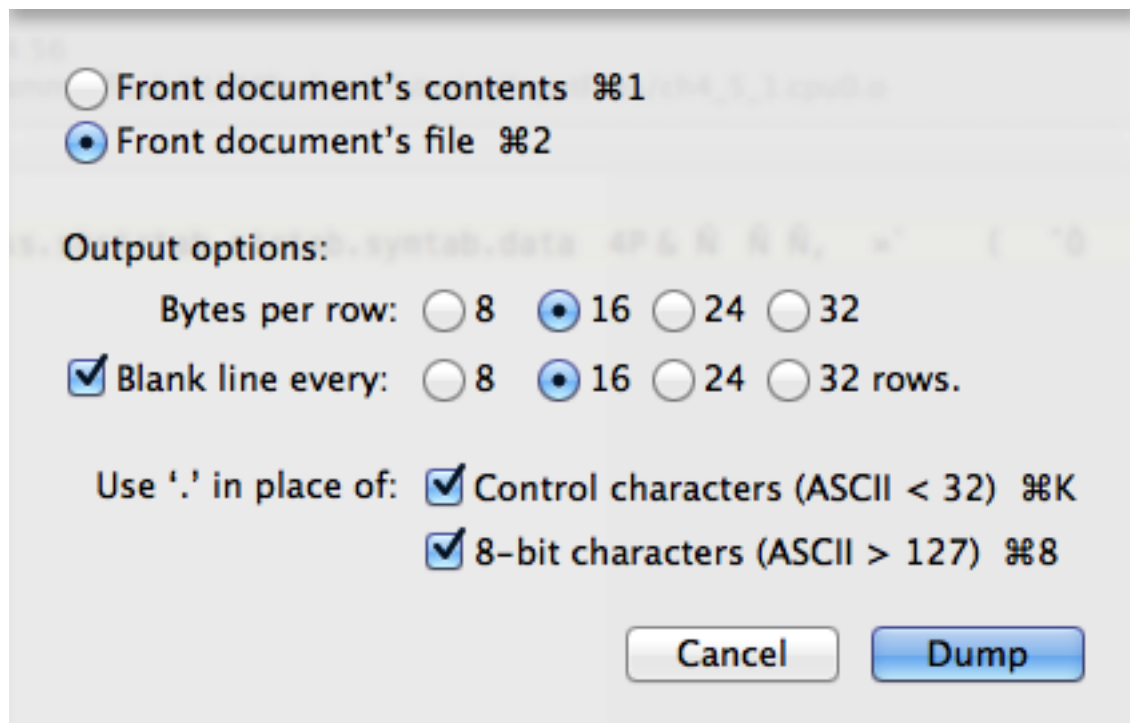 Front document's contents ⌘1
Front document's file ⌘2
Output options:
Bytes per row: 8 16 24 32
Blank line every: 8 16 24 32 rows.
Use ‘.’ in place of: Control characters (ASCII < 32) ⌘K
8-bit characters (ASCII > 127) ⌘8
Cancel Dump